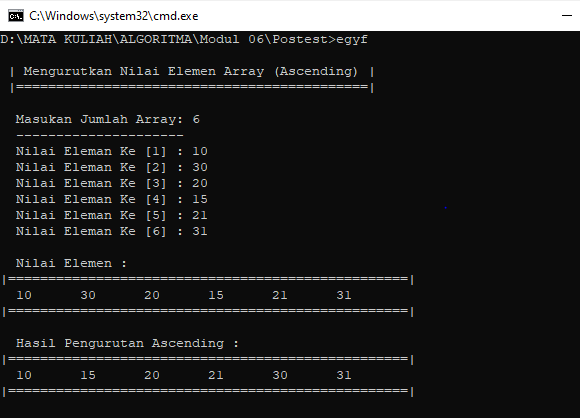 C:\Windows\system32\cmd.exe
D:\MATA KULIAH\ALGORITMA\Modul 06\Postest>egyf
| Mengurutkan Nilai Elemen Array (Ascending) |
|============================================|
Masukan Jumlah Array: 6
---------------------
Nilai Eleman Ke [1] : 10
Nilai Eleman Ke [2] : 30
Nilai Eleman Ke [3] : 20
Nilai Eleman Ke [4] : 15
Nilai Eleman Ke [5] : 21
Nilai Eleman Ke [6] : 31
Nilai Elemen :
|==================================================|
10 30 20 15 21 31
|==================================================|
Hasil Pengurutan Ascending :
|==================================================|
10 15 20 21 30 31
|==================================================|